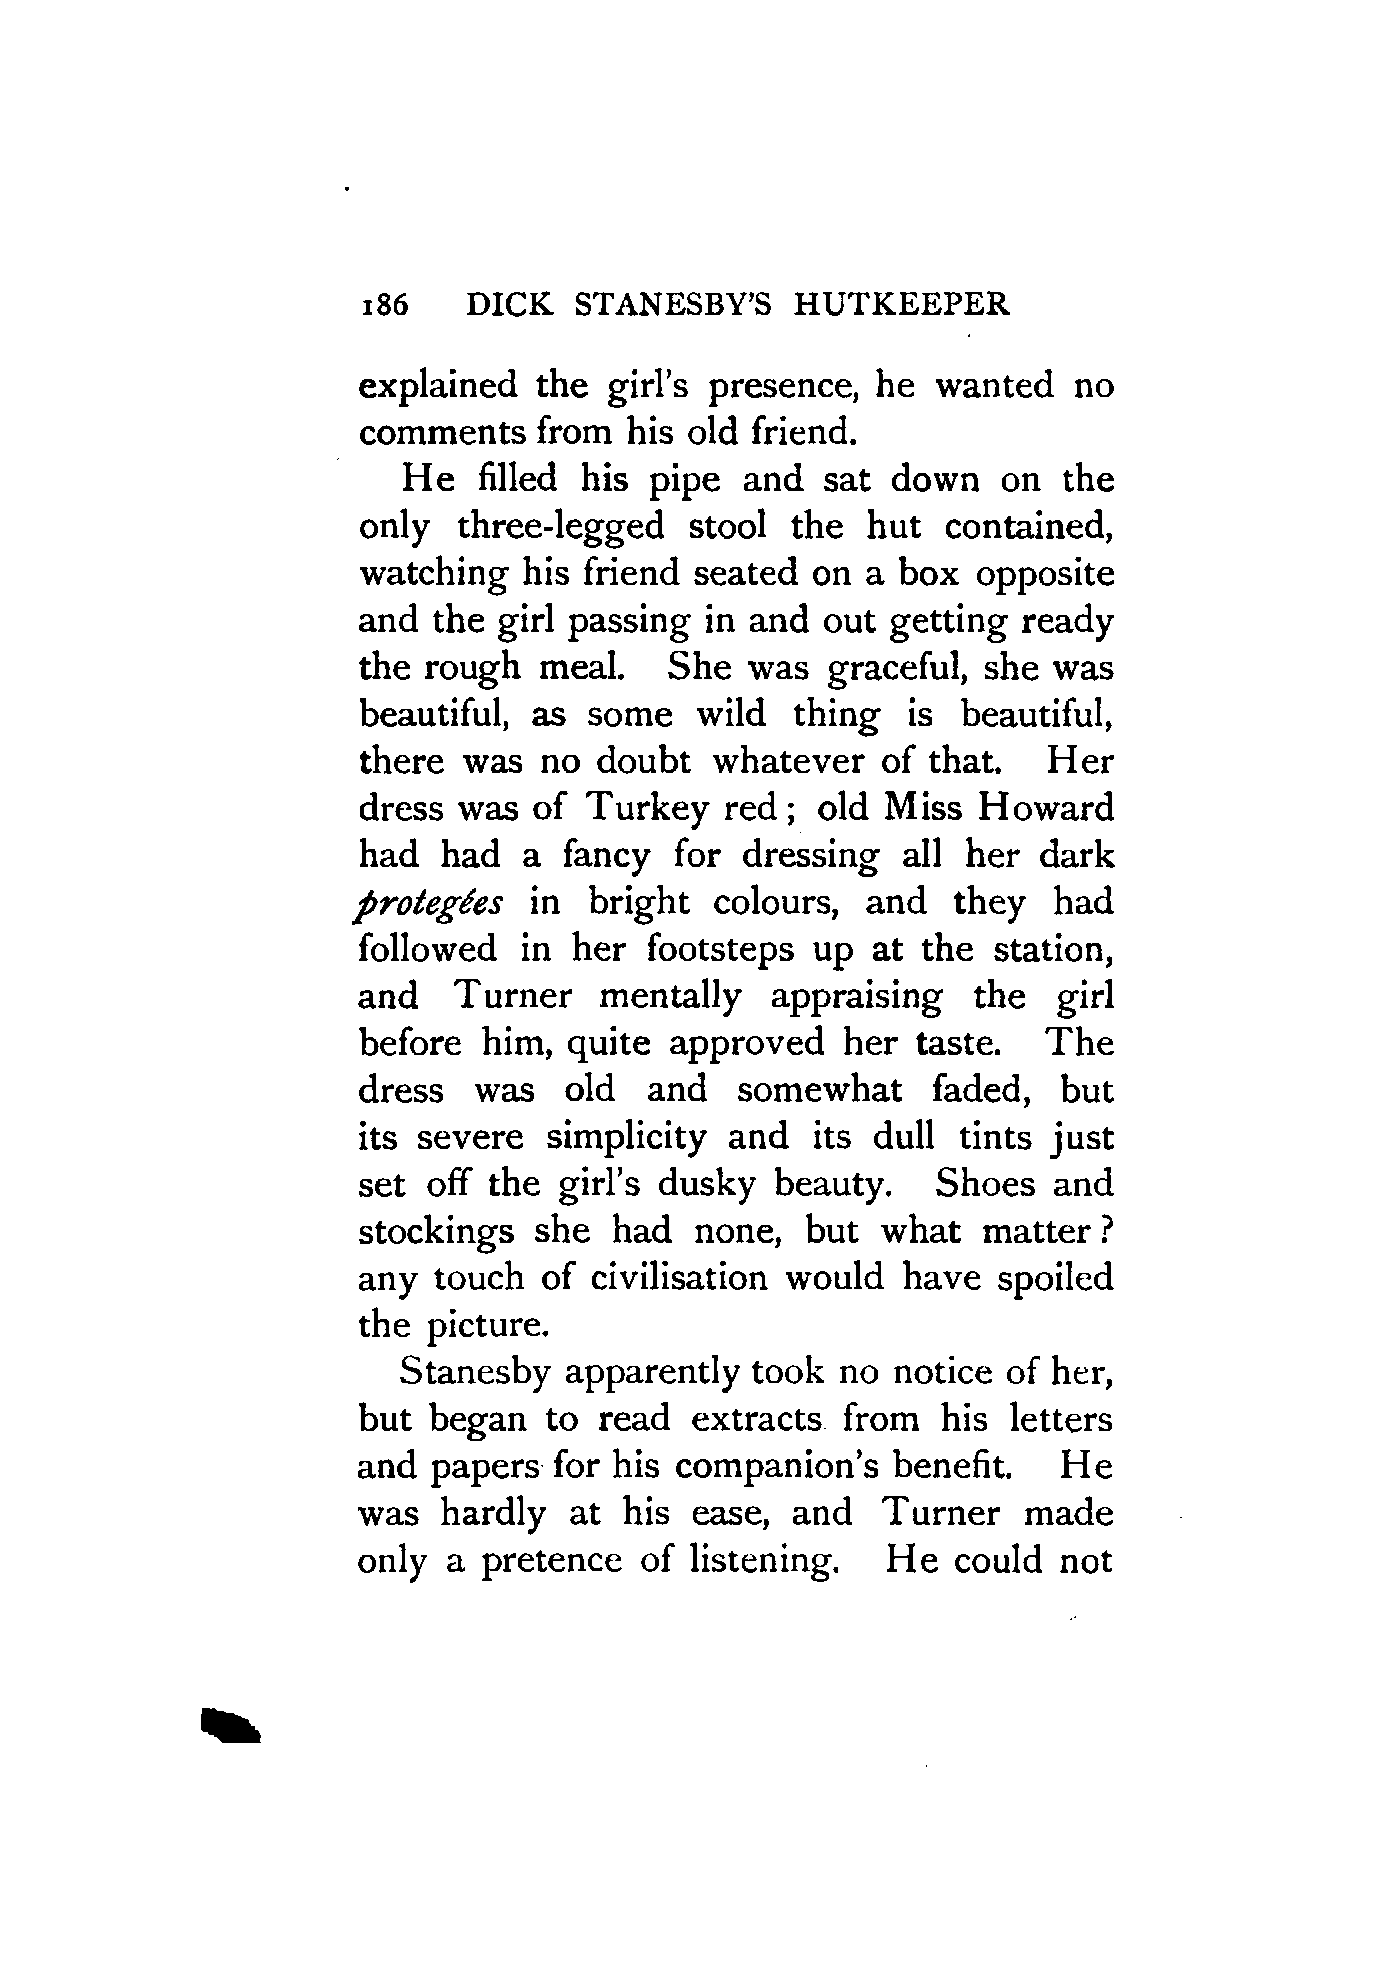 186 DICK STANESBY'S HUTKEEPER
explained the girl's presence, he wanted no
comments from his old friend.
He filled his pipe and sat down on the
only three-legged stool the hut contained,
watching his friend seated on a box opposite
and the girl passing in and out getting ready
the rough meal. She was graceful, she was
beautiful, as some wild thing is beautiful,
there was no doubt whatever of that. Her
dress was of Turkey red; old Miss Howard
had had a fancy for dressing all her dark
protegées in bright colours, and they had
followed in her footsteps up at the station,
and Turner mentally appraising the girl
before him, quite approved her taste. The
dress was old and somewhat faded, but
its severe simplicity and its dull tints just
set off the girl's dusky beauty. Shoes and
stockings she had none, but what matter?
any touch of civilisation would have spoiled
the picture.
Stanesby apparently took no notice of her,
but began to read extracts from his letters
and papers for his companion's benefit. He
was hardly at his ease, and Turner made
only a pretence of listening. He could not